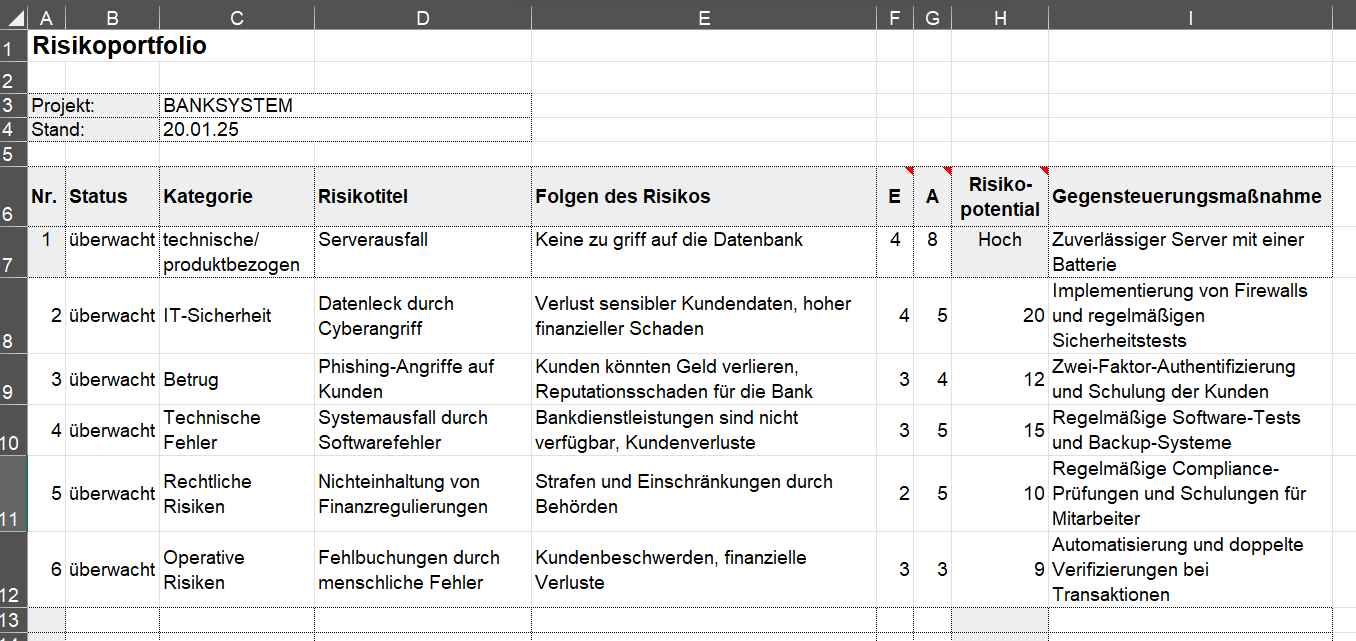 A B C D E F G H I
1 Risikoportfolio
2
3 Projekt: BANKSYSTEM
4 Stand: 20.01.25
5
6 Nr. Status Kategorie Risikotitel Folgen des Risikos E A Risiko-
potential Gegensteuerungsmaßnahme
7 1 überwacht technische/ Serverausfall Keine zu griff auf die Datenbank 4 8 Hoch Zuverlässiger Server mit einer
produktbezogen Batterie
8 2 überwacht IT-Sicherheit Datenleck durch Verlust sensibler Kundendaten, hoher 4 5 20 Implementierung von Firewalls
Cyberangriff finanzieller Schaden und regelmäßigen
Sicherheitstests
9 3 überwacht Betrug Phishing-Angriffe auf Kunden könnten Geld verlieren, 3 4 12 Zwei-Faktor-Authentifizierung
Kunden Reputationsschaden für die Bank und Schulung der Kunden
10 4 überwacht Technische Systemausfall durch Bankdienstleistungen sind nicht 3 5 15 Regelmäßige Software-Tests
Fehler Softwarefehler verfügbar, Kundenverluste und Backup-Systeme
11 5 überwacht Rechtliche Nichteinhaltung von Strafen und Einschränkungen durch 2 5 10 Regelmäßige Compliance-
Risiken Finanzregulierungen Behörden Prüfungen und Schulungen für
Mitarbeiter
12 6 überwacht Operative Fehlbuchungen durch Kundenbeschwerden, finanzielle 3 3 9 Automatisierung und doppelte
Risiken menschliche Fehler Verluste Verifizierungen bei
Transaktionen
13